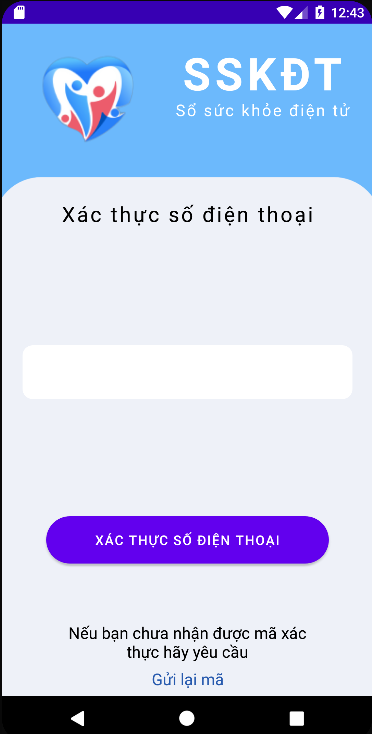 12:43
SSKĐT
Sổ sức khỏe điện tử
Xác thực số điện thoại
XÁC THỰC SỐ ĐIỆN THOẠI
Nếu bạn chưa nhận được mã xác
thực hãy yêu cầu
Gửi lại mã